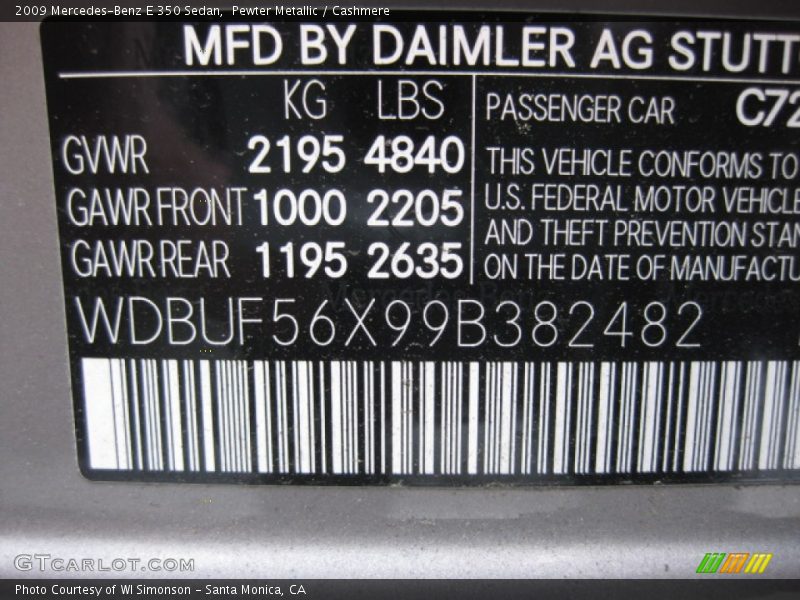 2009 Mercedes-Benz E 350 Sedan,  Pewter Metallic / Cashmere
MFD BY DAIMLER AG STUTT
KG LBS
GVWR 2195 4840
GAWR FRONT 1000 2205
GAWR REAR 1195 2635
PASSENGER CAR C72
THIS VEHICLE CONFORMS TO
U.S. FEDERAL MOTOR VEHICLE
AND THEFT PREVENTION STAN
ON THE DATE OF MANUFACTU
WDBUF56X99B382482
GTCARLOT.COM
Photo Courtesy of WI Simonson - Santa Monica, CA